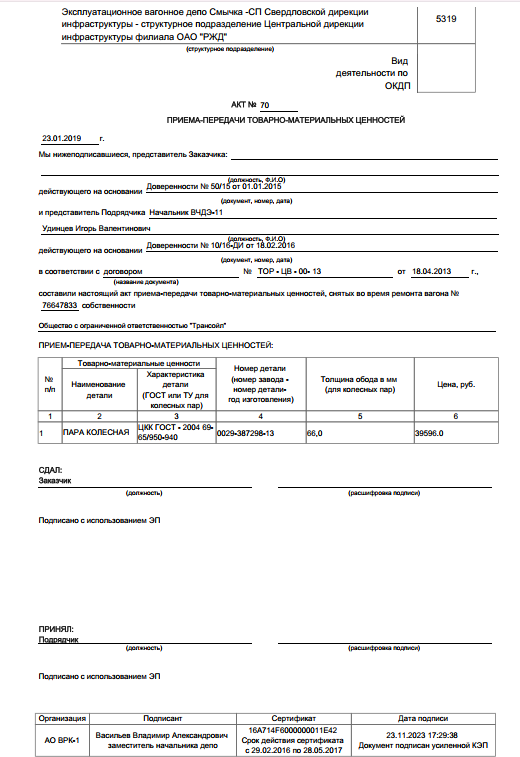 Эксплуатационное вагонное депо Смычка -СП Свердловской дирекции
инфраструктуры - структурное подразделение Центральной дирекции
инфраструктуры филиала ОАО "РЖД"
5319
(структурное подразделение)
Вид
деятельности по
ОКДП
АКТ № 70
ПРИЕМА-ПЕРЕДАЧИ ТОВАРНО-МАТЕРИАЛЬНЫХ ЦЕННОСТЕЙ
23.01.2019 г.
Мы нижеподписавшиеся, представитель Заказчика:
(должность, Ф.И.О)
действующего на основании Доверенности № 50/15 от 01.01.2015
(документ, номер, дата)
и представитель Подрядчика Начальник ВЧДЭ-11
Удинцев Игорь Валентинович
(должность, Ф.И.О)
действующего на основании Доверенности № 10/16-ДИ от 18.02.2016
(документ, номер, дата)
в соответствии с договором № ТОР - ЦВ - 00- 13 от 18.04.2013 г.,
(название документа)
составили настоящий акт приема-передачи товарно-материальных ценностей, снятых во время ремонта вагона №
76647833 собственности
Общество с ограниченной ответственностью "Трансойл"
ПРИЕМ-ПЕРЕДАЧА ТОВАРНО-МАТЕРИАЛЬНЫХ ЦЕННОСТЕЙ:
№ п/п
Товарно-материальные ценности
Наименование детали
Характеристика детали (ГОСТ или ТУ для колесных пар)
Номер детали (номер завода - номер детали- год изготовления)
Толщина обода в мм (для колесных пар)
Цена, руб.
1 2 3 4 5 6
1 ПАРА КОЛЕСНАЯ ЦКК ГОСТ - 2004 69-65/950-940 0029-387298-13 66,0 39596.0
СДАЛ:
Заказчик
(должность) (расшифровка подписи)
Подписано с использованием ЭП
ПРИНЯЛ:
Подрядчик
(должность) (расшифровка подписи)
Подписано с использованием ЭП
Организация Подписант Сертификат Дата подписи
АО ВРК-1
Васильев Владимир Александрович
заместитель начальника депо
16A714F6000000011E42
Срок действия сертификата
с 29.02.2016 по 28.05.2017
23.11.2023 17:29:38
Документ подписан усиленной КЭП